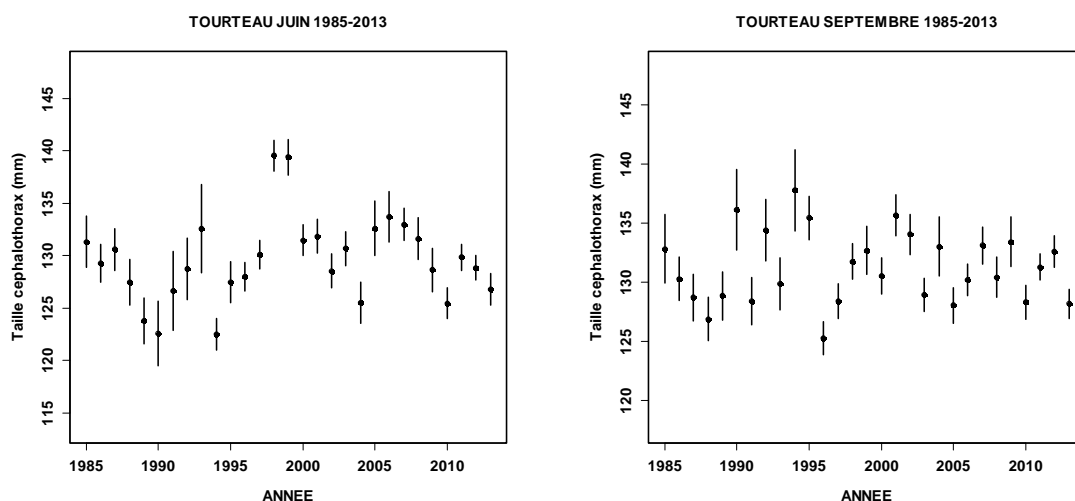 TOURTEAU JUIN 1985-2013
Taille cephalothorax (mm)
145
140
135
130
125
120
115
1985 1990 1995 2000 2005 2010
ANNEE
TOURTEAU SEPTEMBRE 1985-2013
Taille cephalothorax (mm)
145
140
135
130
125
120
1985 1990 1995 2000 2005 2010
ANNEE